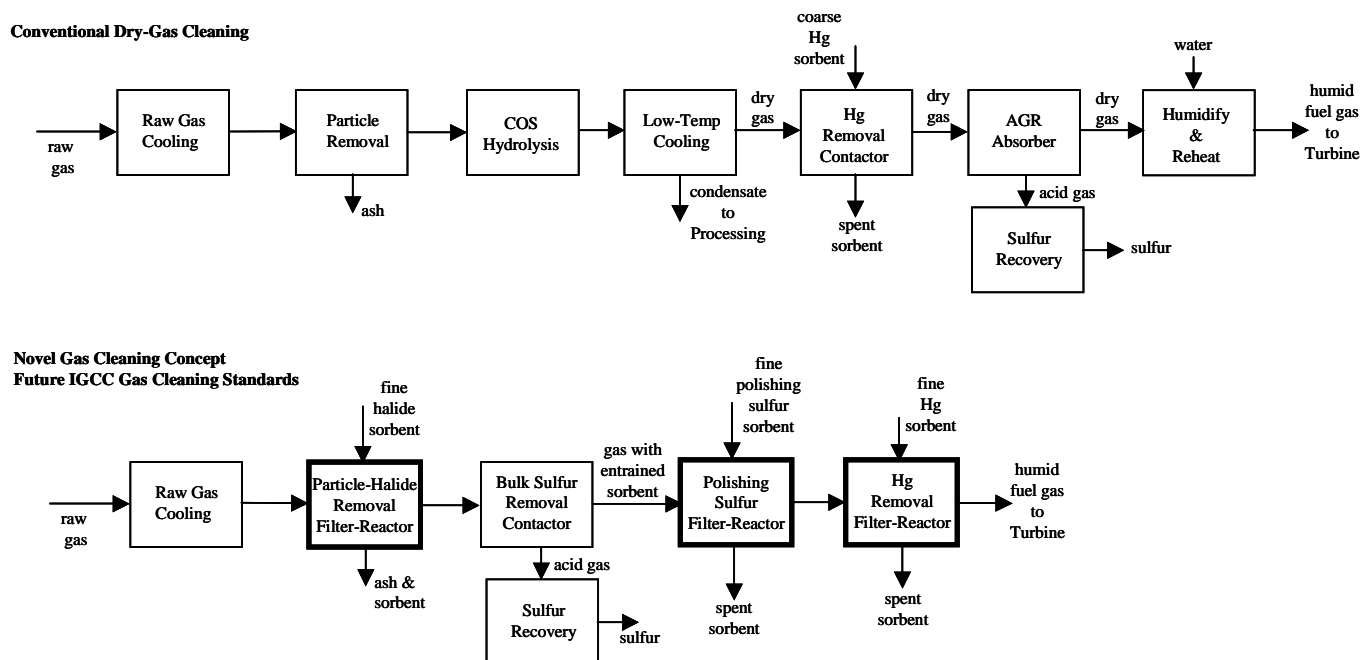 Conventional Dry-Gas Cleaning
coarse
Hg
sorbent
water
raw
gas
Raw Gas
Cooling
Particle
Removal
ash
COS
Hydrolysis
Low-Temp
Cooling
condensate
to
Processing
dry
gas
Hg
Removal
Contactor
spent
sorbent
dry
gas
AGR
Absorber
acid gas
Sulfur
Recovery
sulfur
dry
gas
Humidify
&
Reheat
humid
fuel gas
to
Turbine
Novel Gas Cleaning Concept
Future IGCC Gas Cleaning Standards
raw
gas
Raw Gas
Cooling
fine
halide
sorbent
Particle-Halide
Removal
Filter-Reactor
ash &
sorbent
Bulk Sulfur
Removal
Contactor
acid gas
Sulfur
Recovery
sulfur
gas with
entrained
sorbent
fine
polishing
sulfur
sorbent
Polishing
Sulfur
Filter-Reactor
spent
sorbent
fine
Hg
sorbent
Hg
Removal
Filter-Reactor
spent
sorbent
humid
fuel gas
to
Turbine